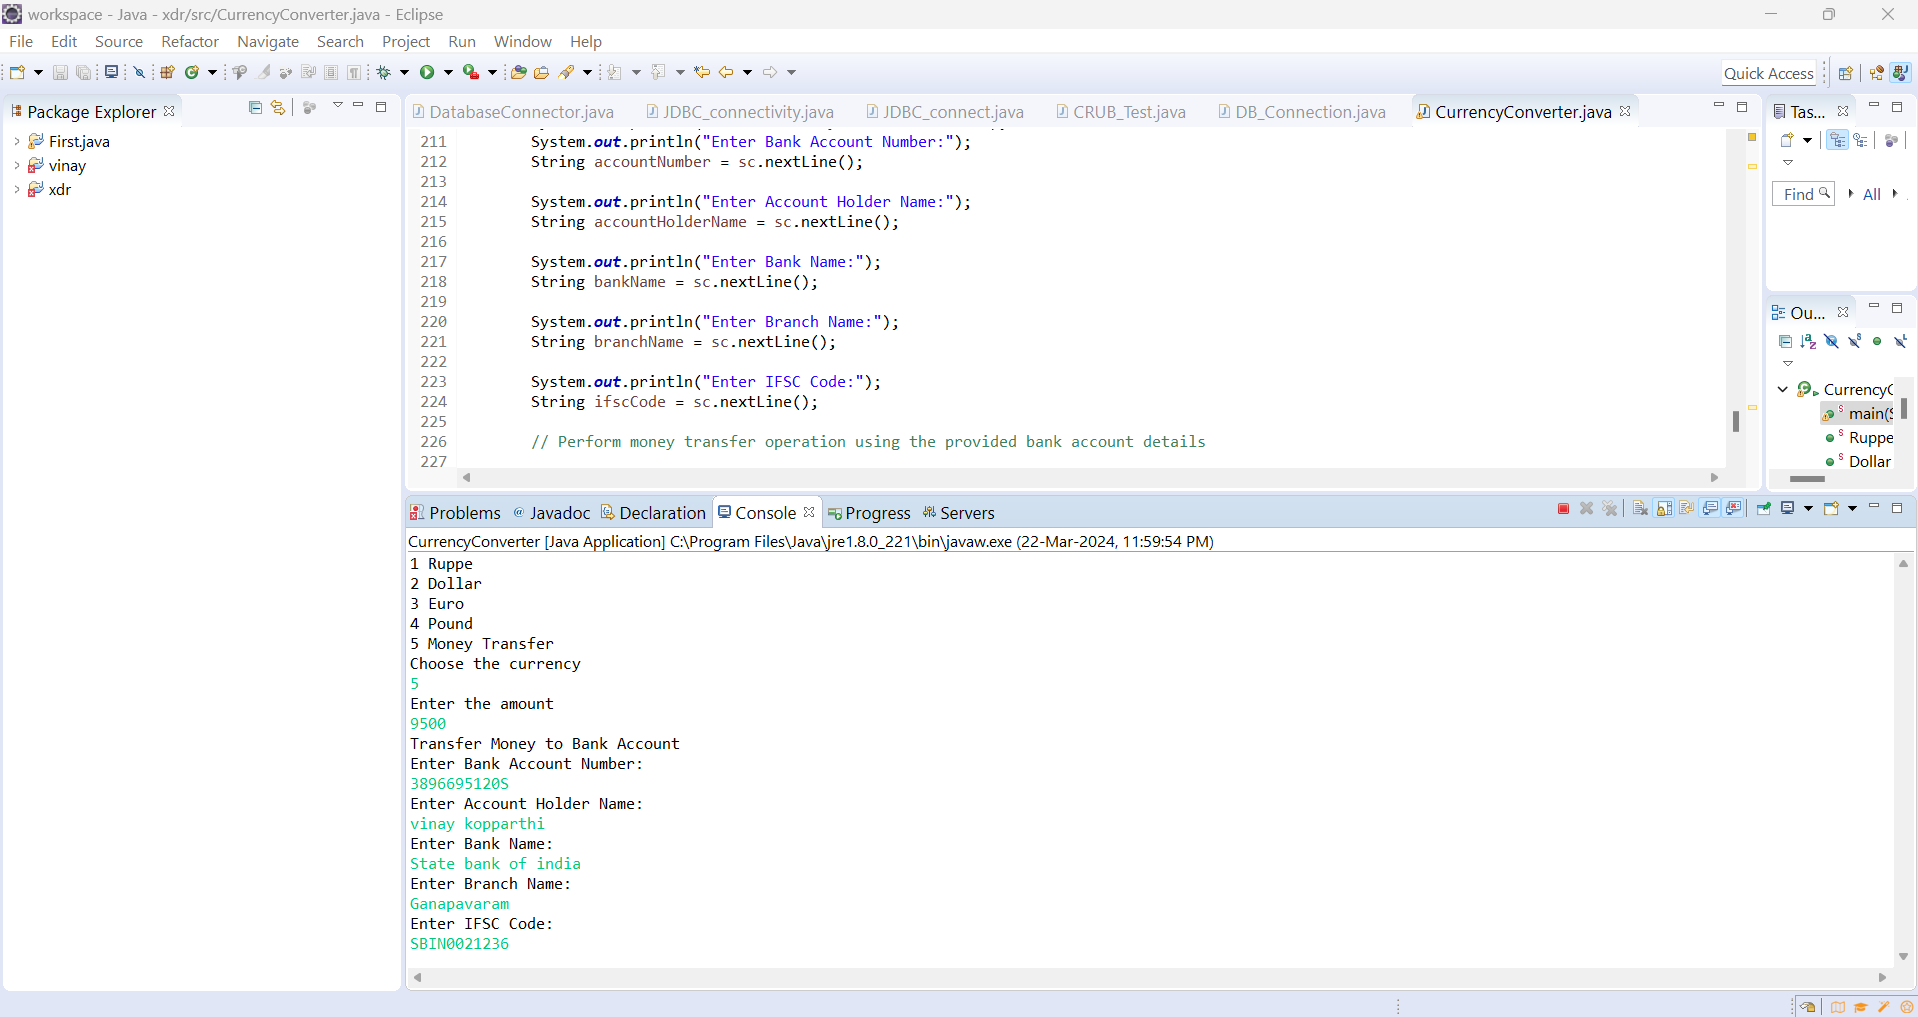 workspace - Java - xdr/src/CurrencyConverter.java - Eclipse
File Edit Source Refactor Navigate Search Project Run Window Help
Quick Access
Package Explorer
First.java
vinay
xdr
DatabaseConnector.java JDBC_connectivity.java JDBC_connect.java CRUB_Test.java DB_Connection.java CurrencyConverter.java
211 System.out.println("Enter Bank Account Number:");
212 String accountNumber = sc.nextLine();
213
214 System.out.println("Enter Account Holder Name:");
215 String accountHolderName = sc.nextLine();
216
217 System.out.println("Enter Bank Name:");
218 String bankName = sc.nextLine();
219
220 System.out.println("Enter Branch Name:");
221 String branchName = sc.nextLine();
222
223 System.out.println("Enter IFSC Code:");
224 String ifscCode = sc.nextLine();
225
226 // Perform money transfer operation using the provided bank account details
227
Tas...
Find All
Ou...
CurrencyC
main(S
Ruppe
Dollar
Problems @ Javadoc Declaration Console Progress Servers
CurrencyConverter [Java Application] C:\Program Files\Java\jre1.8.0_221\bin\javaw.exe (22-Mar-2024, 11:59:54 PM)
1 Ruppe
2 Dollar
3 Euro
4 Pound
5 Money Transfer
Choose the currency
5
Enter the amount
9500
Transfer Money to Bank Account
Enter Bank Account Number:
3896695120S
Enter Account Holder Name:
vinay kopparthi
Enter Bank Name:
State bank of india
Enter Branch Name:
Ganapavaram
Enter IFSC Code:
SBIN0021236